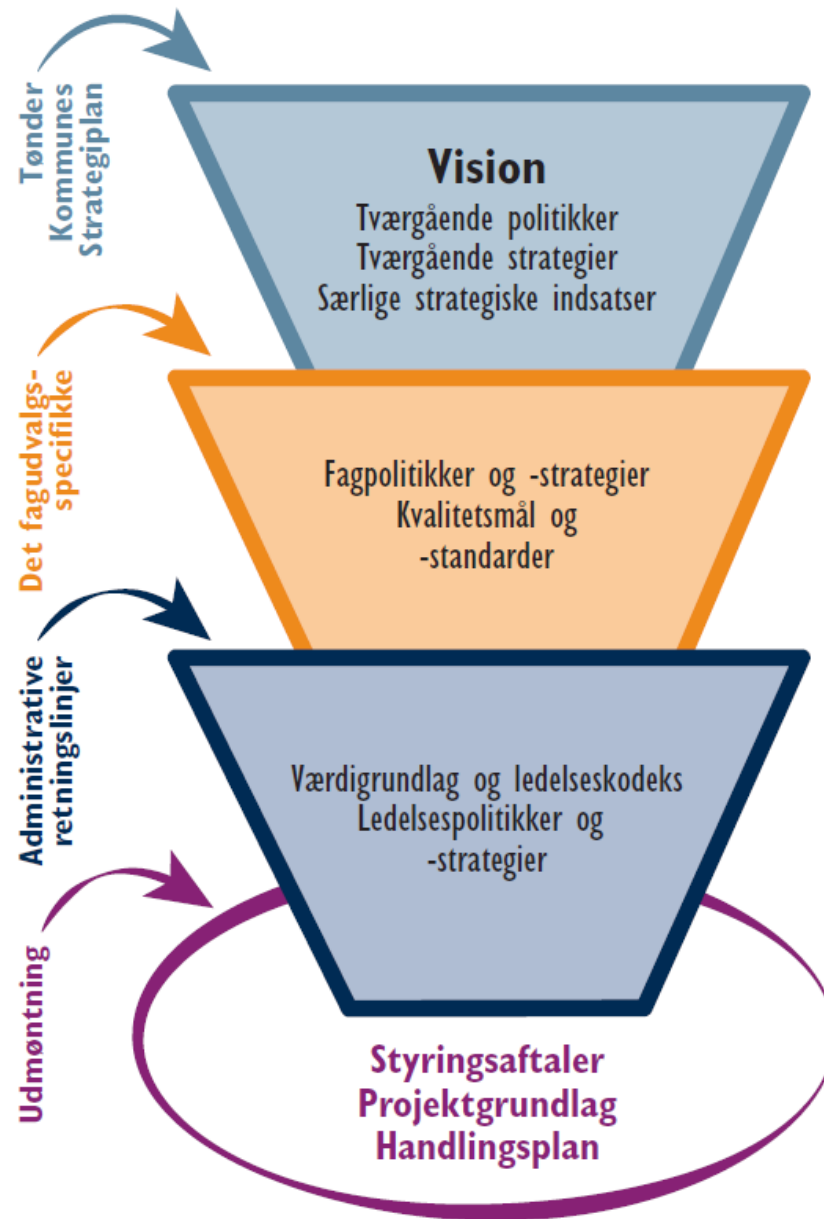 Tønder
Kommunes
Strategiplan
Vision
Tværgående politikker
Tværgående strategier
Særlige strategiske indsatser
Det fagudvalgs-
specifikke
Fagpolitikker og -strategier
Kvalitetsmål og
-standarder
Administrative
retningslinjer
Værdigrundlag og ledelseskodeks
Ledelsespolitikker og
-strategier
Udmøntning
Styringsaftaler
Projektgrundlag
Handlingsplan